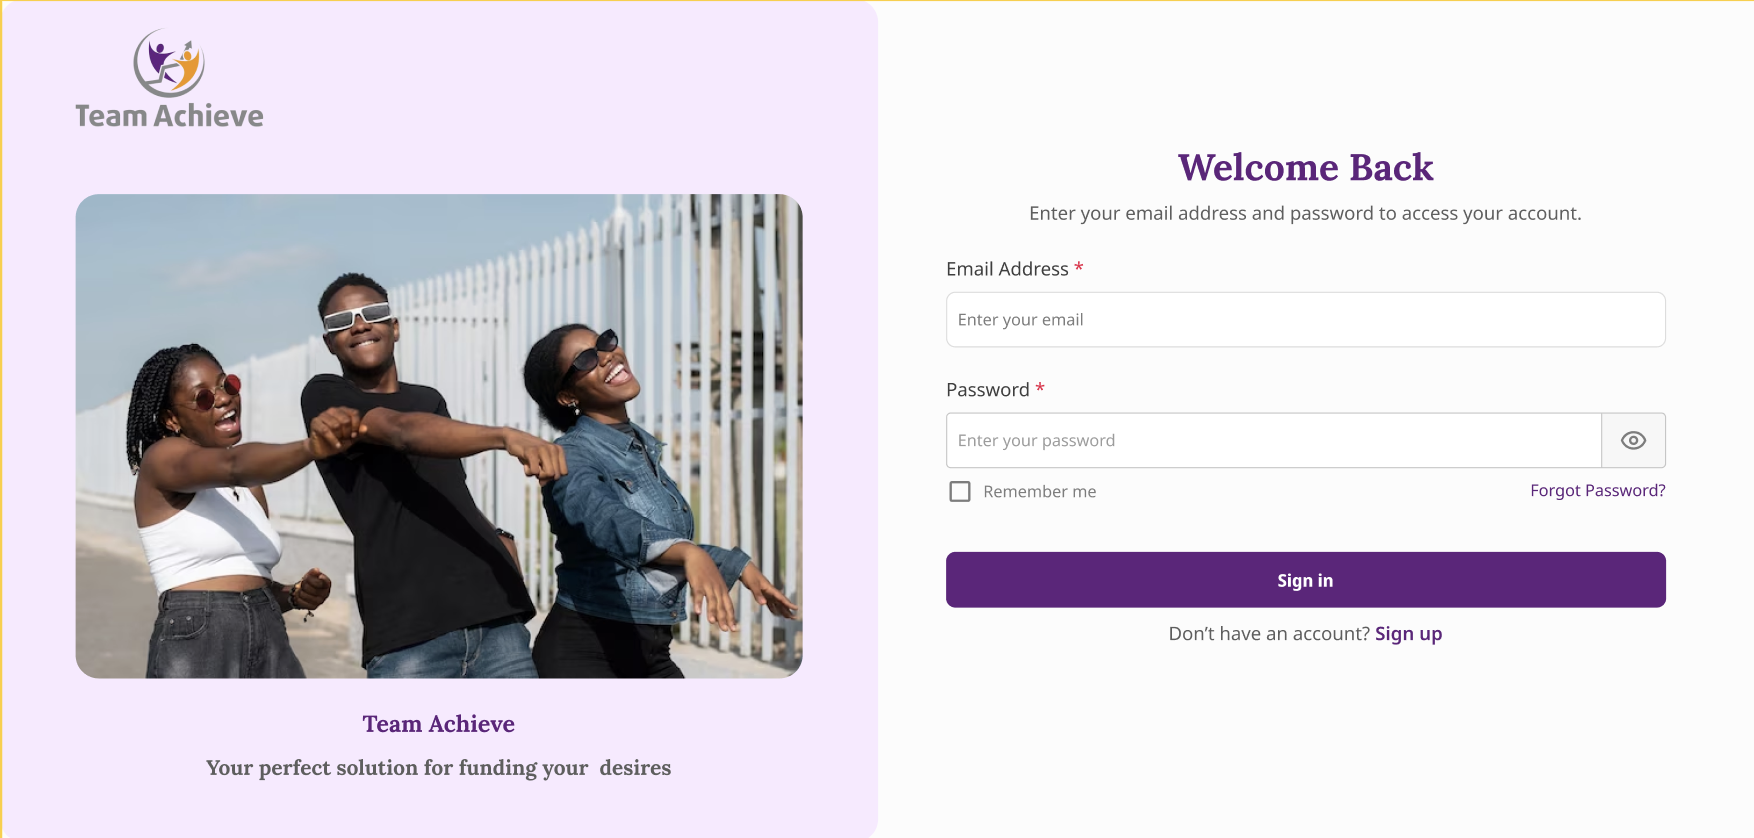 Team Achieve
Team Achieve
Your perfect solution for funding your  desires
Welcome Back
Enter your email address and password to access your account.
Email Address *
Enter your email
Password *
Enter your password
Remember me
Forgot Password?
Sign in
Don’t have an account? Sign up